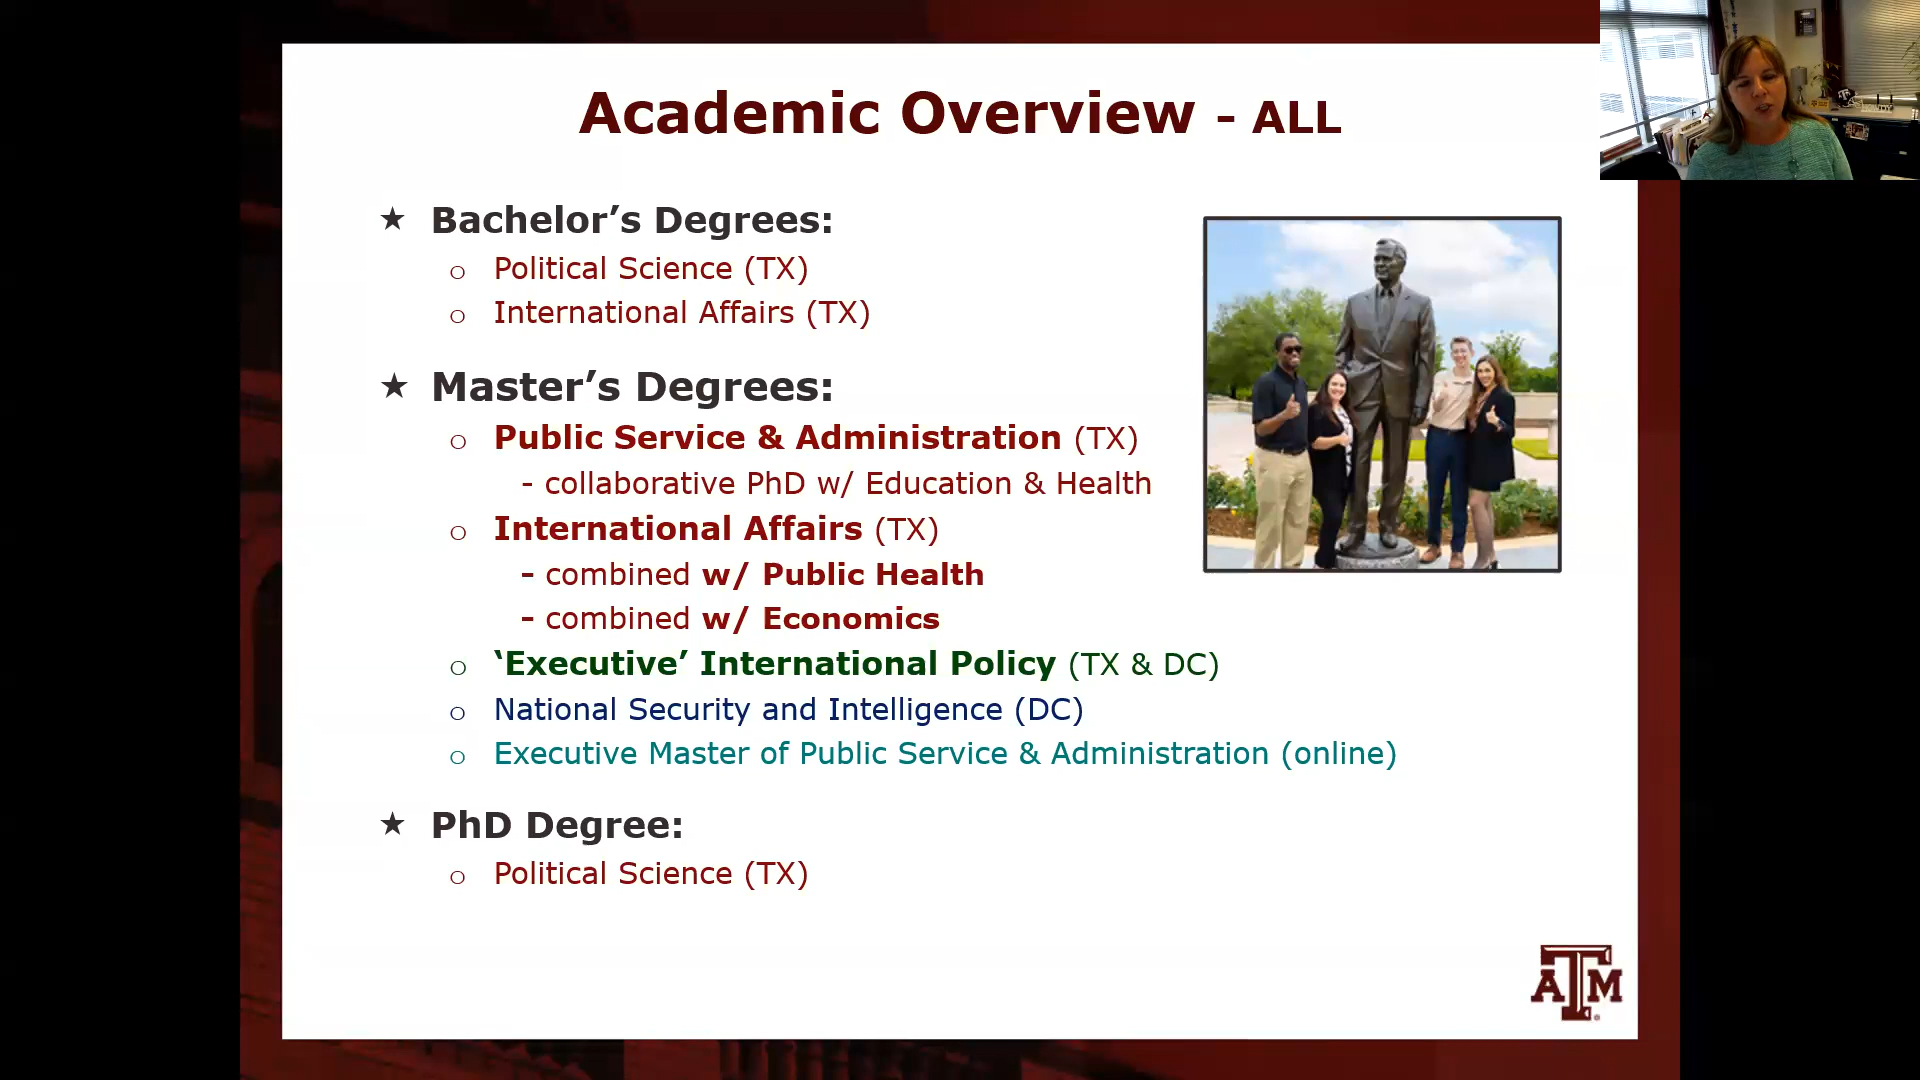 Academic Overview - ALL
★ Bachelor’s Degrees:
o Political Science (TX)
o International Affairs (TX)
★ Master’s Degrees:
o Public Service & Administration (TX)
- collaborative PhD w/ Education & Health
o International Affairs (TX)
- combined w/ Public Health
- combined w/ Economics
o ‘Executive’ International Policy (TX & DC)
o National Security and Intelligence (DC)
o Executive Master of Public Service & Administration (online)
★ PhD Degree:
o Political Science (TX)
ATM®